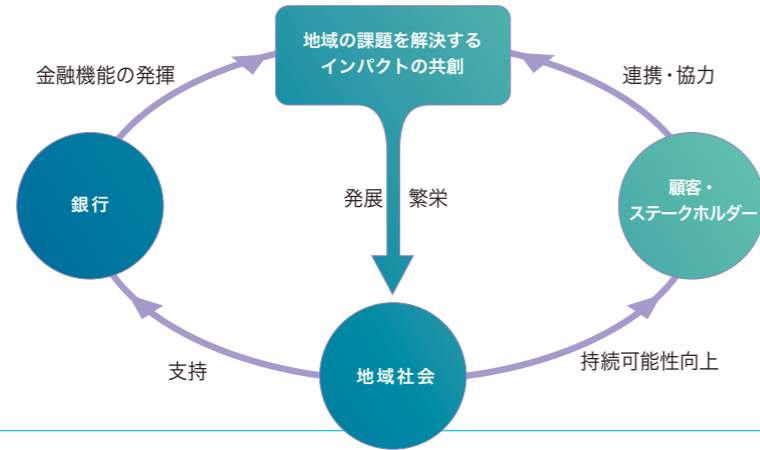 地域の課題を解決する
インパクトの共創
金融機能の発揮
連携・協力
銀行
発展 繁栄
顧客・
ステークホルダー
支持
地域社会
持続可能性向上